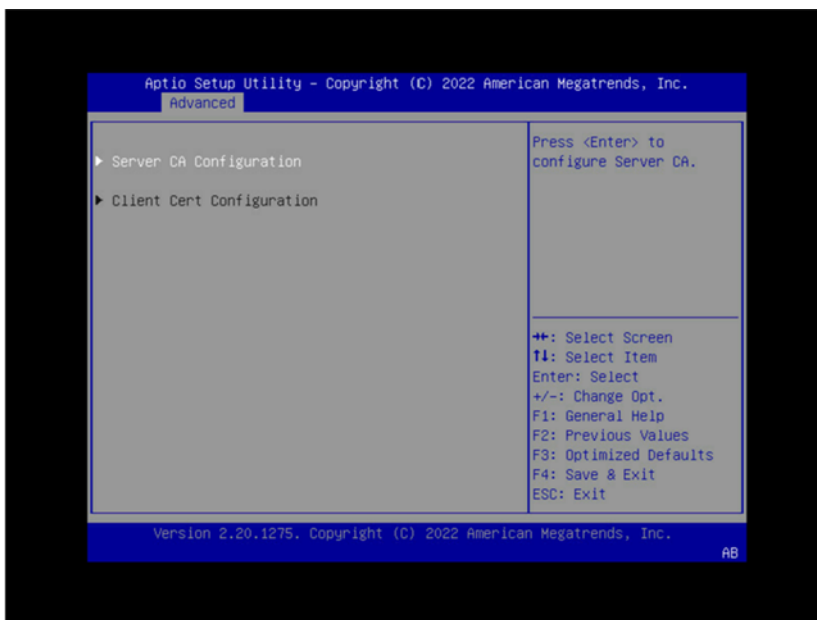 Aptio Setup Utility – Copyright (C) 2022 American Megatrends, Inc.
Advanced
▶ Server CA Configuration
▶ Client Cert Configuration
Press <Enter> to
configure Server CA.
→←: Select Screen
↑↓: Select Item
Enter: Select
+/-: Change Opt.
F1: General Help
F2: Previous Values
F3: Optimized Defaults
F4: Save & Exit
ESC: Exit
Version 2.20.1275. Copyright (C) 2022 American Megatrends, Inc.
AB